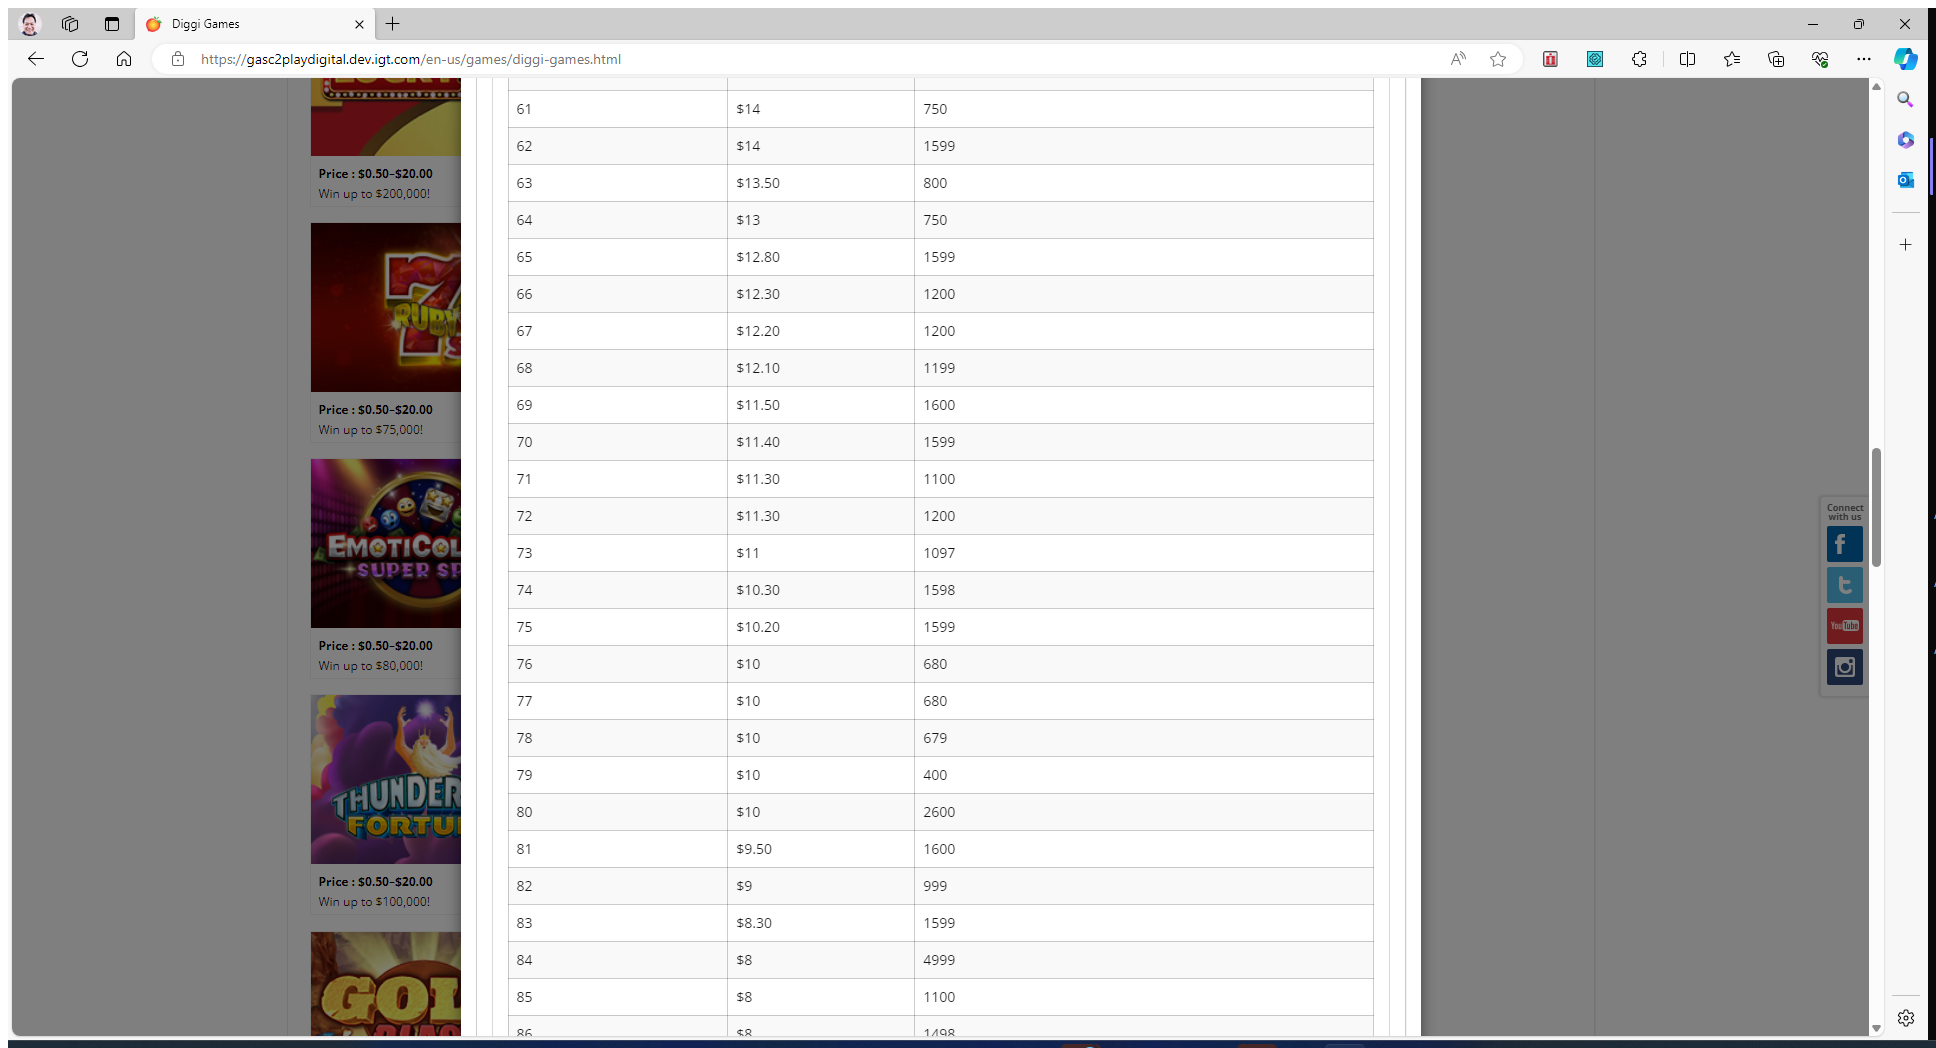 Diggi Games
https://gasc2playdigital.dev.igt.com/en-us/games/diggi-games.html
Price : $0.50-$20.00
Win up to $200,000!
Price : $0.50-$20.00
Win up to $75,000!
EMOTICOL
SUPER SP
Price : $0.50-$20.00
Win up to $80,000!
THUNDER
FORTU
Price : $0.50-$20.00
Win up to $100,000!
GOL
61 $14 750
62 $14 1599
63 $13.50 800
64 $13 750
65 $12.80 1599
66 $12.30 1200
67 $12.20 1200
68 $12.10 1199
69 $11.50 1600
70 $11.40 1599
71 $11.30 1100
72 $11.30 1200
73 $11 1097
74 $10.30 1598
75 $10.20 1599
76 $10 680
77 $10 680
78 $10 679
79 $10 400
80 $10 2600
81 $9.50 1600
82 $9 999
83 $8.30 1599
84 $8 4999
85 $8 1100
86 $8 1498
Connect
with us
You Tube